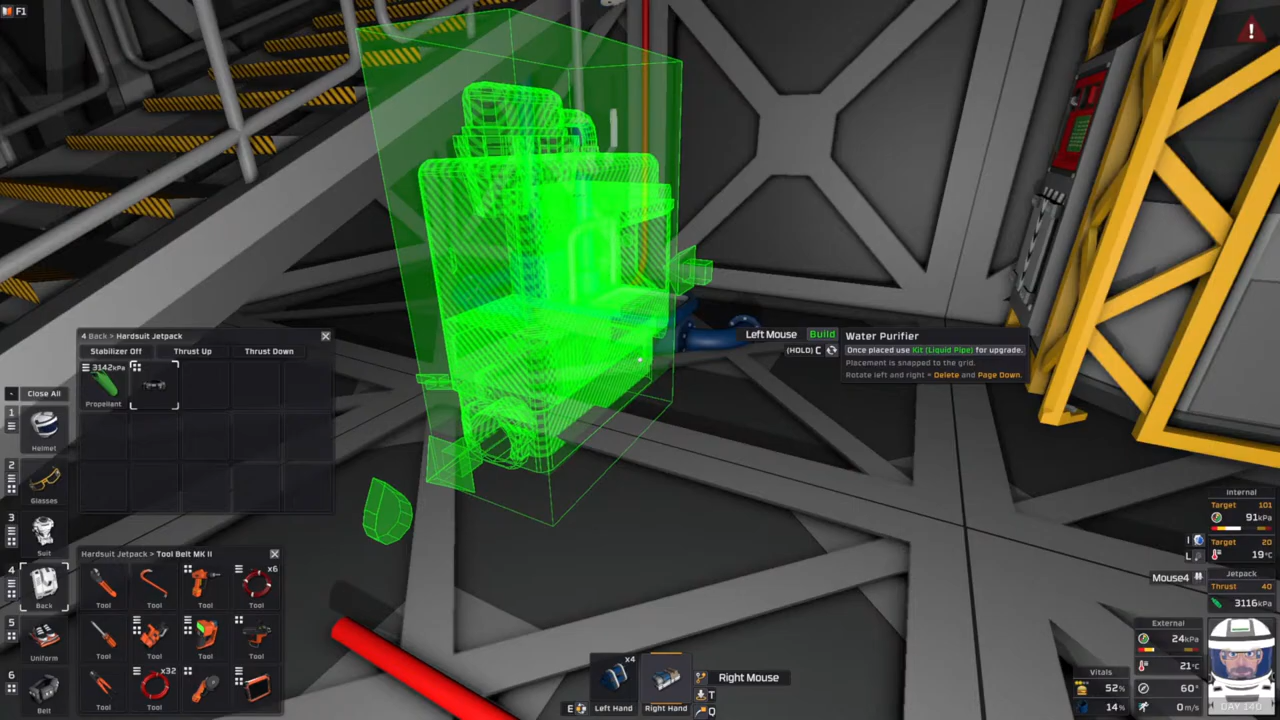 F1
!
4 Back > Hardsuit Jetpack
Stabilizer Off
Thrust Up
Thrust Down
3142kPa
Propellant
Close All
1
Helmet
2
Glasses
3
Suit
4
Back
5
Uniform
6
Belt
Hardsuit Jetpack > Tool Belt MK II
x6
Tool
Tool
Tool
Tool
Tool
Tool
Tool
Tool
x32
Tool
Tool
Tool
Tool
Left Mouse
Build
Water Purifier
(HOLD) C
Once placed use Kit (Liquid Pipe) for upgrade.
Placement is snapped to the grid.
Rotate left and right = Delete and Page Down.
x4
E
Left Hand
Right Hand
Right Mouse
T
Q
Internal
Target 101
91kPa
I
Target 20
L
19°C
Mouse4
Jetpack
Thrust 40
3116kPa
External
24kPa
21°C
60°
0m/s
Vitals
52%
14%
DAY 140